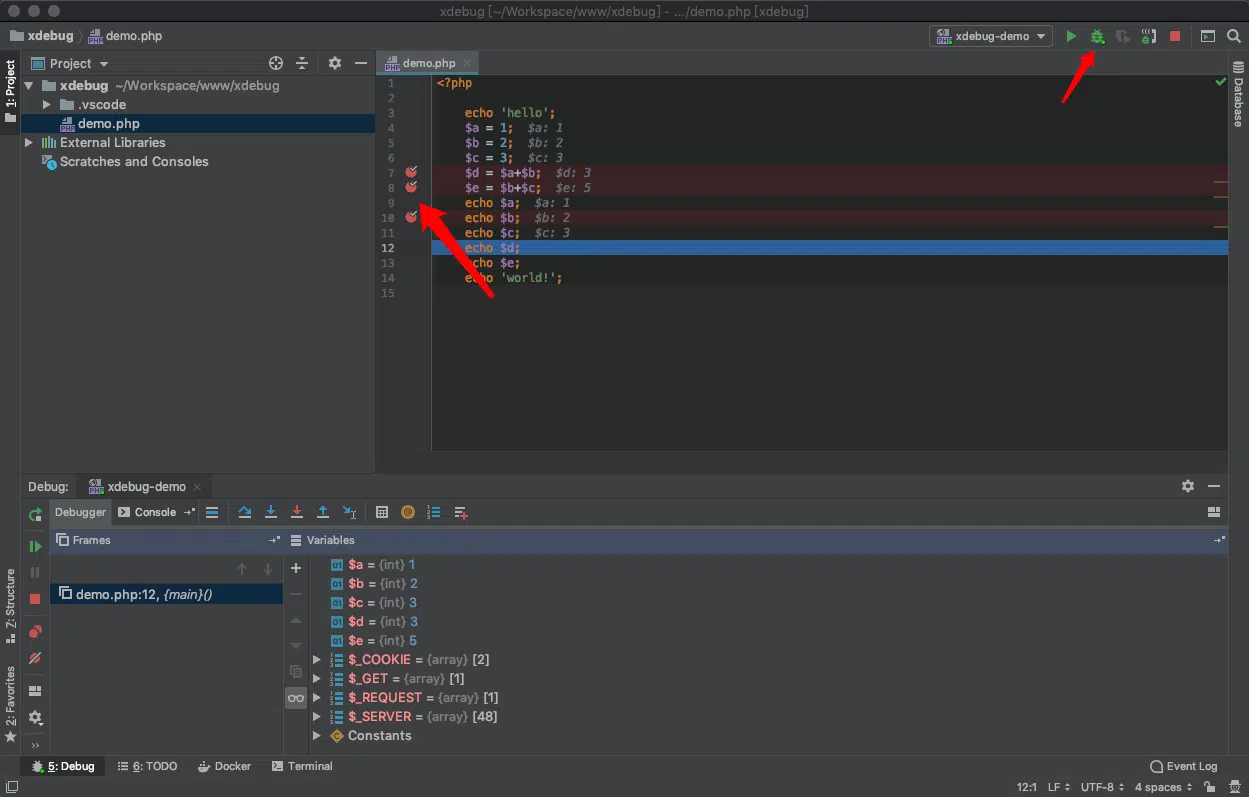 xdebug [~/Workspace/www/xdebug] - .../demo.php [xdebug]
xdebug demo.php
xdebug-demo
1: Project
Project
demo.php
Database
xdebug ~/Workspace/www/xdebug
.vscode
demo.php
External Libraries
Scratches and Consoles
1 <?php
2
3 echo 'hello';
4 $a = 1; $a: 1
5 $b = 2; $b: 2
6 $c = 3; $c: 3
7 $d = $a+$b; $d: 3
8 $e = $b+$c; $e: 5
9 echo $a; $a: 1
10 echo $b; $b: 2
11 echo $c; $c: 3
12 echo $d;
13 echo $e;
14 echo 'world!';
15
Debug: xdebug-demo
Debugger Console
Frames
Variables
demo.php:12, {main}()
$a = {int} 1
$b = {int} 2
$c = {int} 3
$d = {int} 3
$e = {int} 5
$_COOKIE = {array} [2]
$_GET = {array} [1]
$_REQUEST = {array} [1]
$_SERVER = {array} [48]
Constants
Z: Structure
2: Favorites
5: Debug 6: TODO Docker Terminal
Event Log
12:1 LF UTF-8 4 spaces